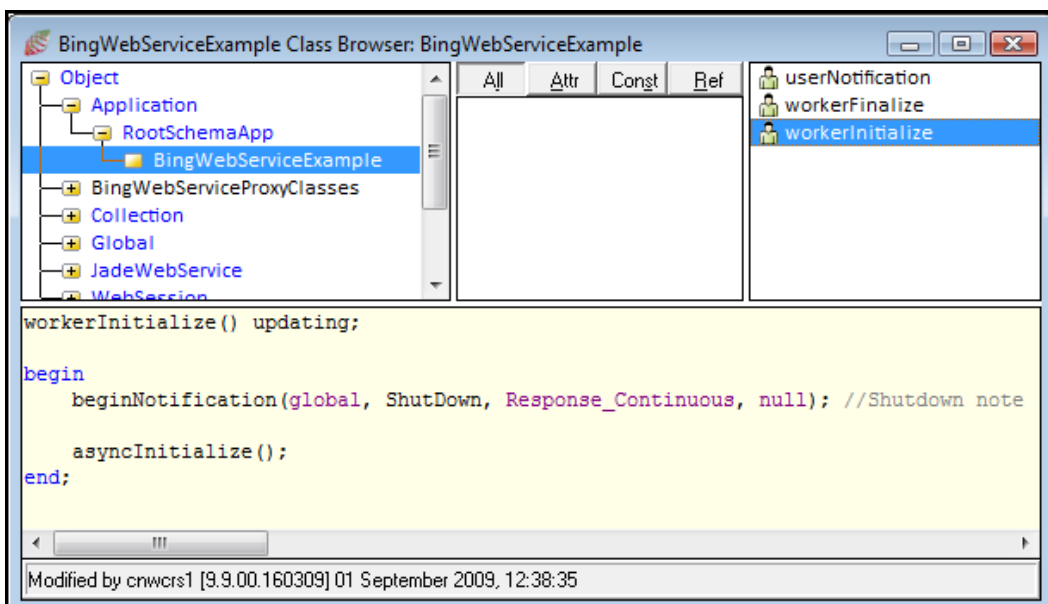 BingWebServiceExample Class Browser: BingWebServiceExample
Object
Application
RootSchemaApp
BingWebServiceExample
BingWebServiceProxyClasses
Collection
Global
JadeWebService
WebSession
All Attr Const Ref
userNotification
workerFinalize
workerInitialize
workerInitialize() updating;
begin
beginNotification(global, ShutDown, Response_Continuous, null); //Shutdown note
asyncInitialize();
end;
Modified by cnwcrs1 [9.9.00.160309] 01 September 2009, 12:38:35